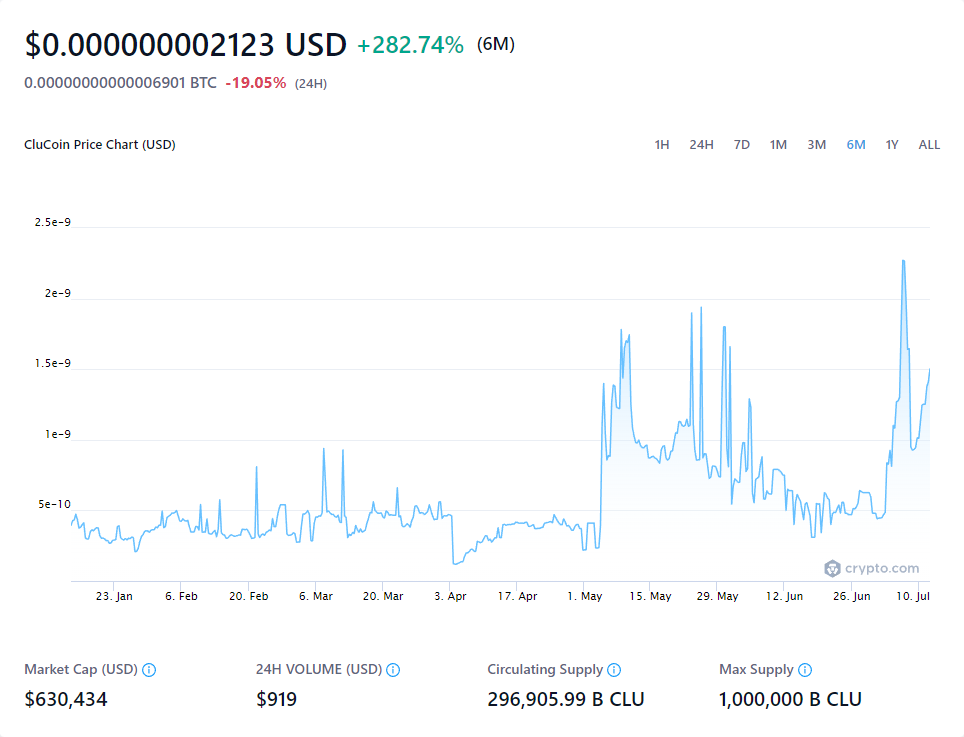 $0.000000002123 USD +282.74% (6M)
0.00000000000006901 BTC -19.05% (24H)
CluCoin Price Chart (USD) 1H 24H 7D 1M 3M 6M 1Y ALL
2.5e-9
2e-9
1.5e-9
1e-9
5e-10
crypto.com
23. Jan 6. Feb 20. Feb 6. Mar 20. Mar 3. Apr 17. Apr 1. May 15. May 29. May 12. Jun 26. Jun 10. Jul
Market Cap (USD) 24H VOLUME (USD) Circulating Supply Max Supply
$630,434 $919 296,905.99 B CLU 1,000,000 B CLU